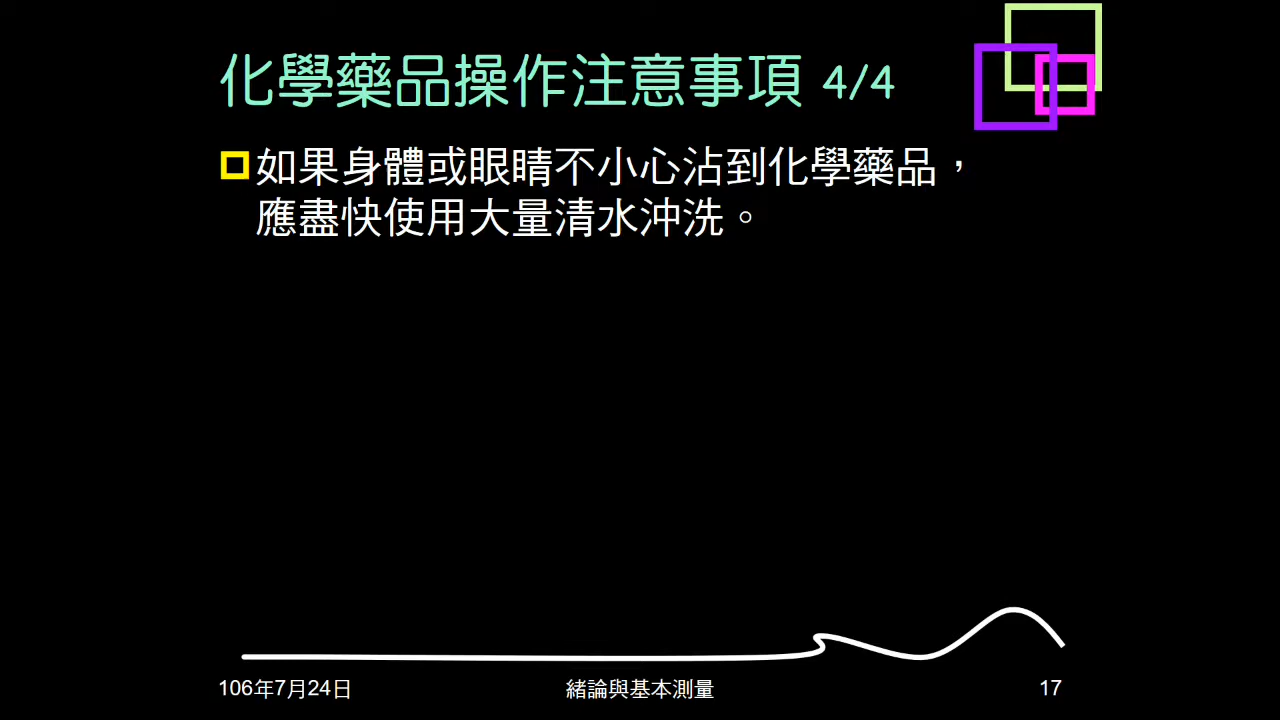 化學藥品操作注意事項 4/4
如果身體或眼睛不小心沾到化學藥品，
應盡快使用大量清水沖洗。
106年7月24日
緒論與基本測量
17